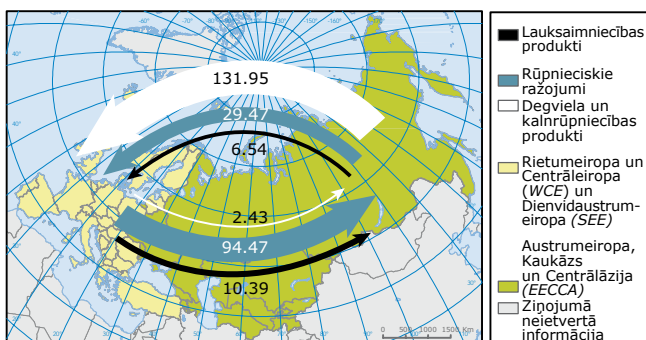 131.95
29.47
6.54
2.43
94.47
10.39
0 500 1000 1500 Km
Lauksaimniecības
produkti
Rūpnieciskie
ražojumi
Degviela un
kalnrūpniecības
produkti
Rietumeiropa un
Centrāleiropa
(WCE) un
Dienvidaustrum-
eiropa (SEE)
Austrumeiropa,
Kaukāzs
un Centrālāzija
(EECCA)
Ziņojumā
neietvertā
informācija